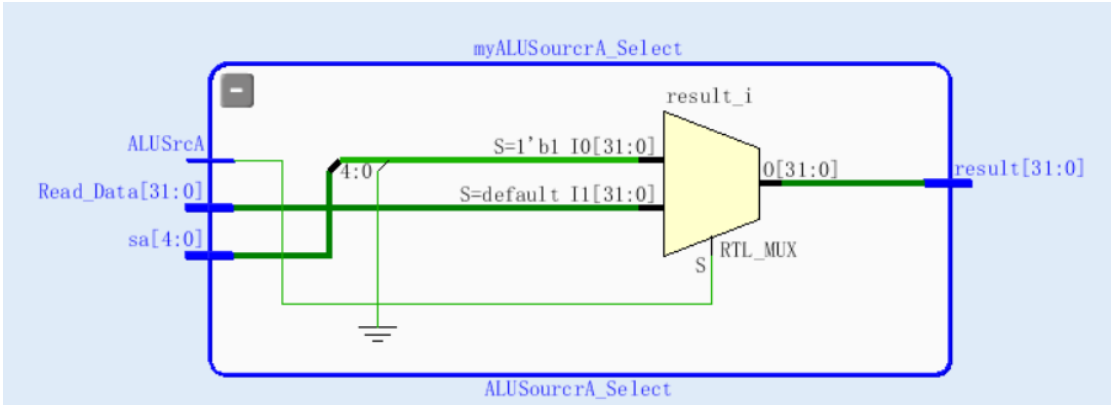 myALUSourcrA_Select
-
result_i
ALUSrcA
S=1'b1 I0[31:0]
4:0
O[31:0]
result[31:0]
Read_Data[31:0]
S=default I1[31:0]
sa[4:0]
S
RTL_MUX
ALUSourcrA_Select